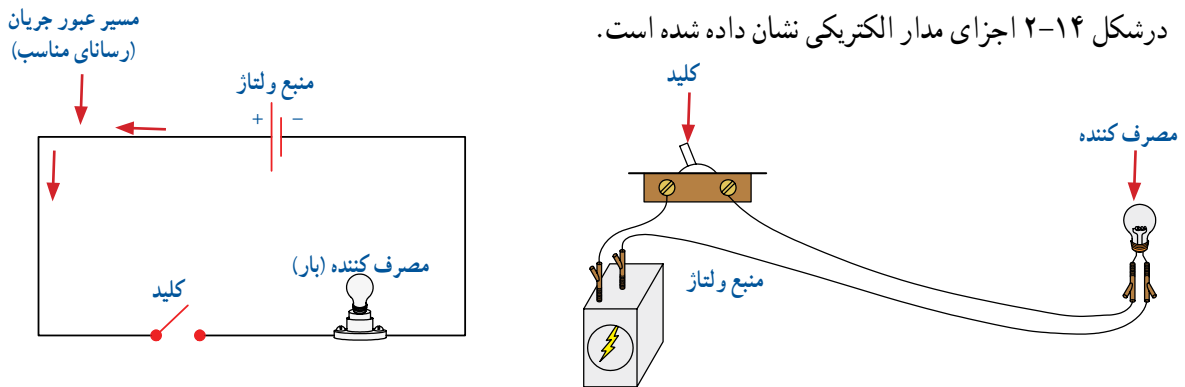 درشکل ۱۴–۲ اجزای مدار الکتریکی نشان داده شده است.
کلید
مصرف کننده
منبع ولتاژ
مسیر عبور جریان
(رسانای مناسب)
منبع ولتاژ
+ −
مصرف کننده (بار)
کلید